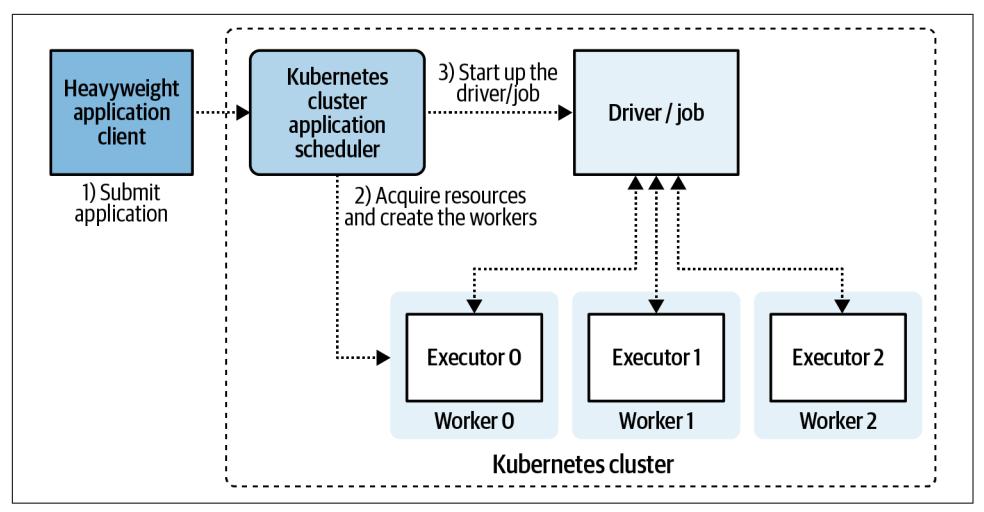 Heavyweight
application
client
1) Submit
application
Kubernetes
cluster
application
scheduler
3) Start up the
driver/job
Driver / job
2) Acquire resources
and create the workers
Executor 0
Executor 1
Executor 2
Worker 0
Worker 1
Worker 2
Kubernetes cluster